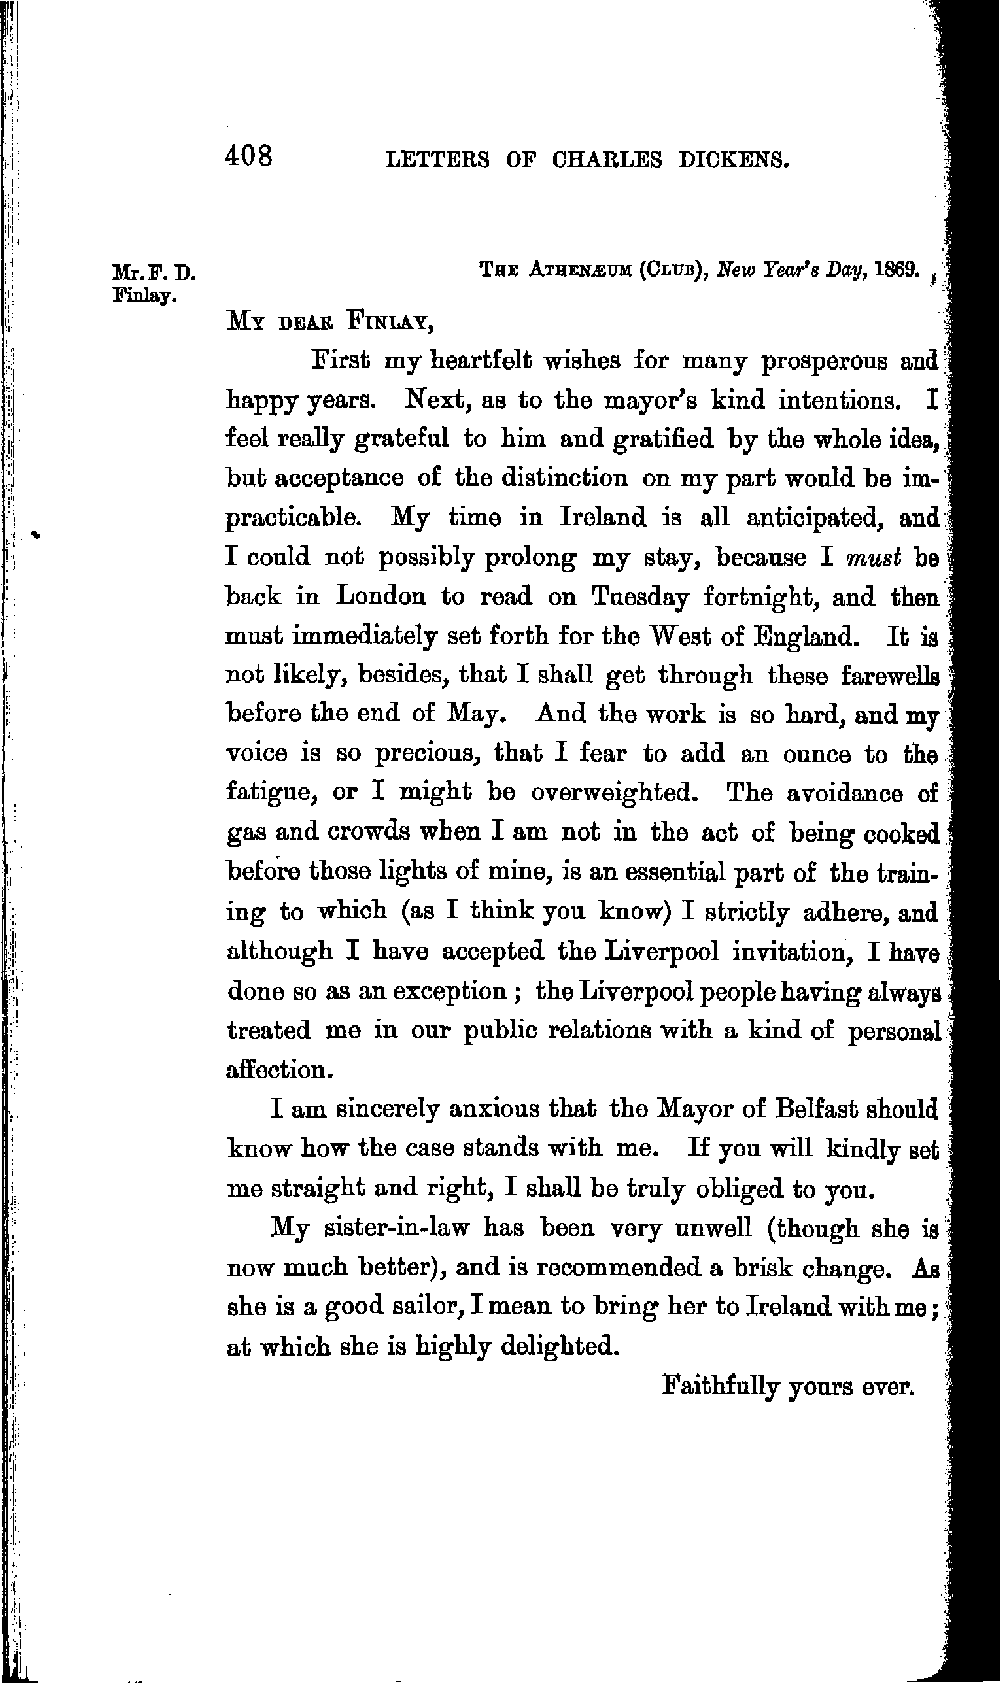 408 LETTERS OF CHARLES DICKENS.
Mr. F. D.
Finlay.
THE ATHENÆUM (CLUB), New Year's Day, 1869.
MY DEAR FINLAY,
First my heartfelt wishes for many prosperous and
happy years. Next, as to the mayor's kind intentions. I
feel really grateful to him and gratified by the whole idea,
but acceptance of the distinction on my part would be im-
practicable. My time in Ireland is all anticipated, and
I could not possibly prolong my stay, because I must be
back in London to read on Tuesday fortnight, and then
must immediately set forth for the West of England. It is
not likely, besides, that I shall get through these farewells
before the end of May. And the work is so hard, and my
voice is so precious, that I fear to add an ounce to the
fatigue, or I might be overweighted. The avoidance of
gas and crowds when I am not in the act of being cooked
before those lights of mine, is an essential part of the train-
ing to which (as I think you know) I strictly adhere, and
although I have accepted the Liverpool invitation, I have
done so as an exception; the Liverpool people having always
treated me in our public relations with a kind of personal
affection.
I am sincerely anxious that the Mayor of Belfast should
know how the case stands with me. If you will kindly set
me straight and right, I shall be truly obliged to you.
My sister-in-law has been very unwell (though she is
now much better), and is recommended a brisk change. As
she is a good sailor, I mean to bring her to Ireland with me;
at which she is highly delighted.
Faithfully yours ever.